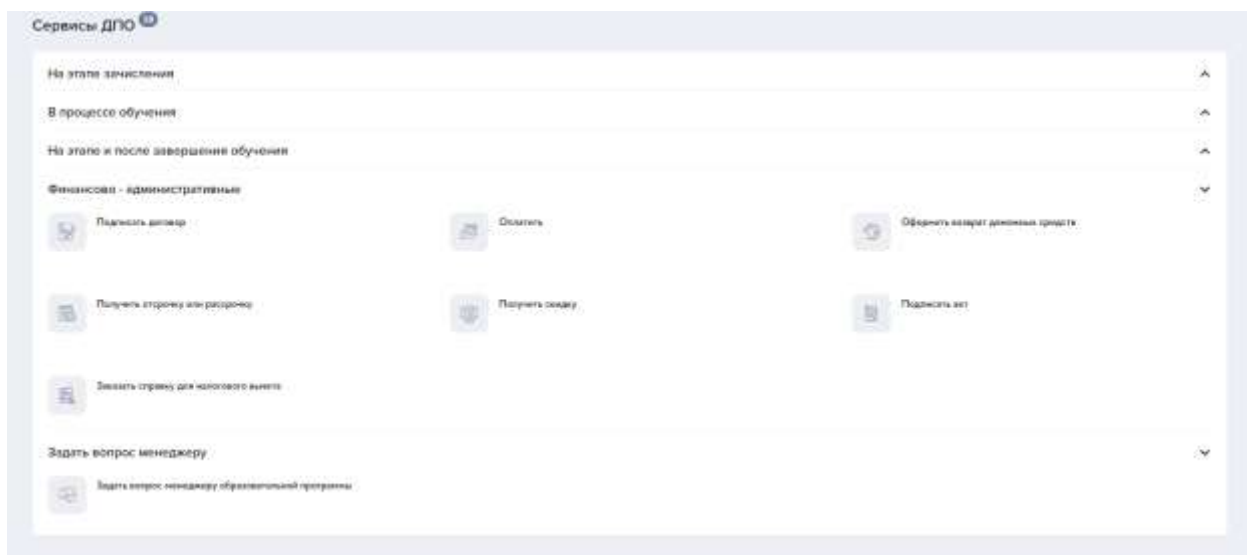 Сервисы ДПО
На этапе зачисления
В процессе обучения
На этапе и после завершения обучения
Финансово - административные
Подписать договор
Оплатить
Оформить возврат денежных средств
Получить отсрочку или рассрочку
Получить скидку
Подписать акт
Заказать справку для налогового вычета
Задать вопрос менеджеру
Задать вопрос менеджеру образовательной программы